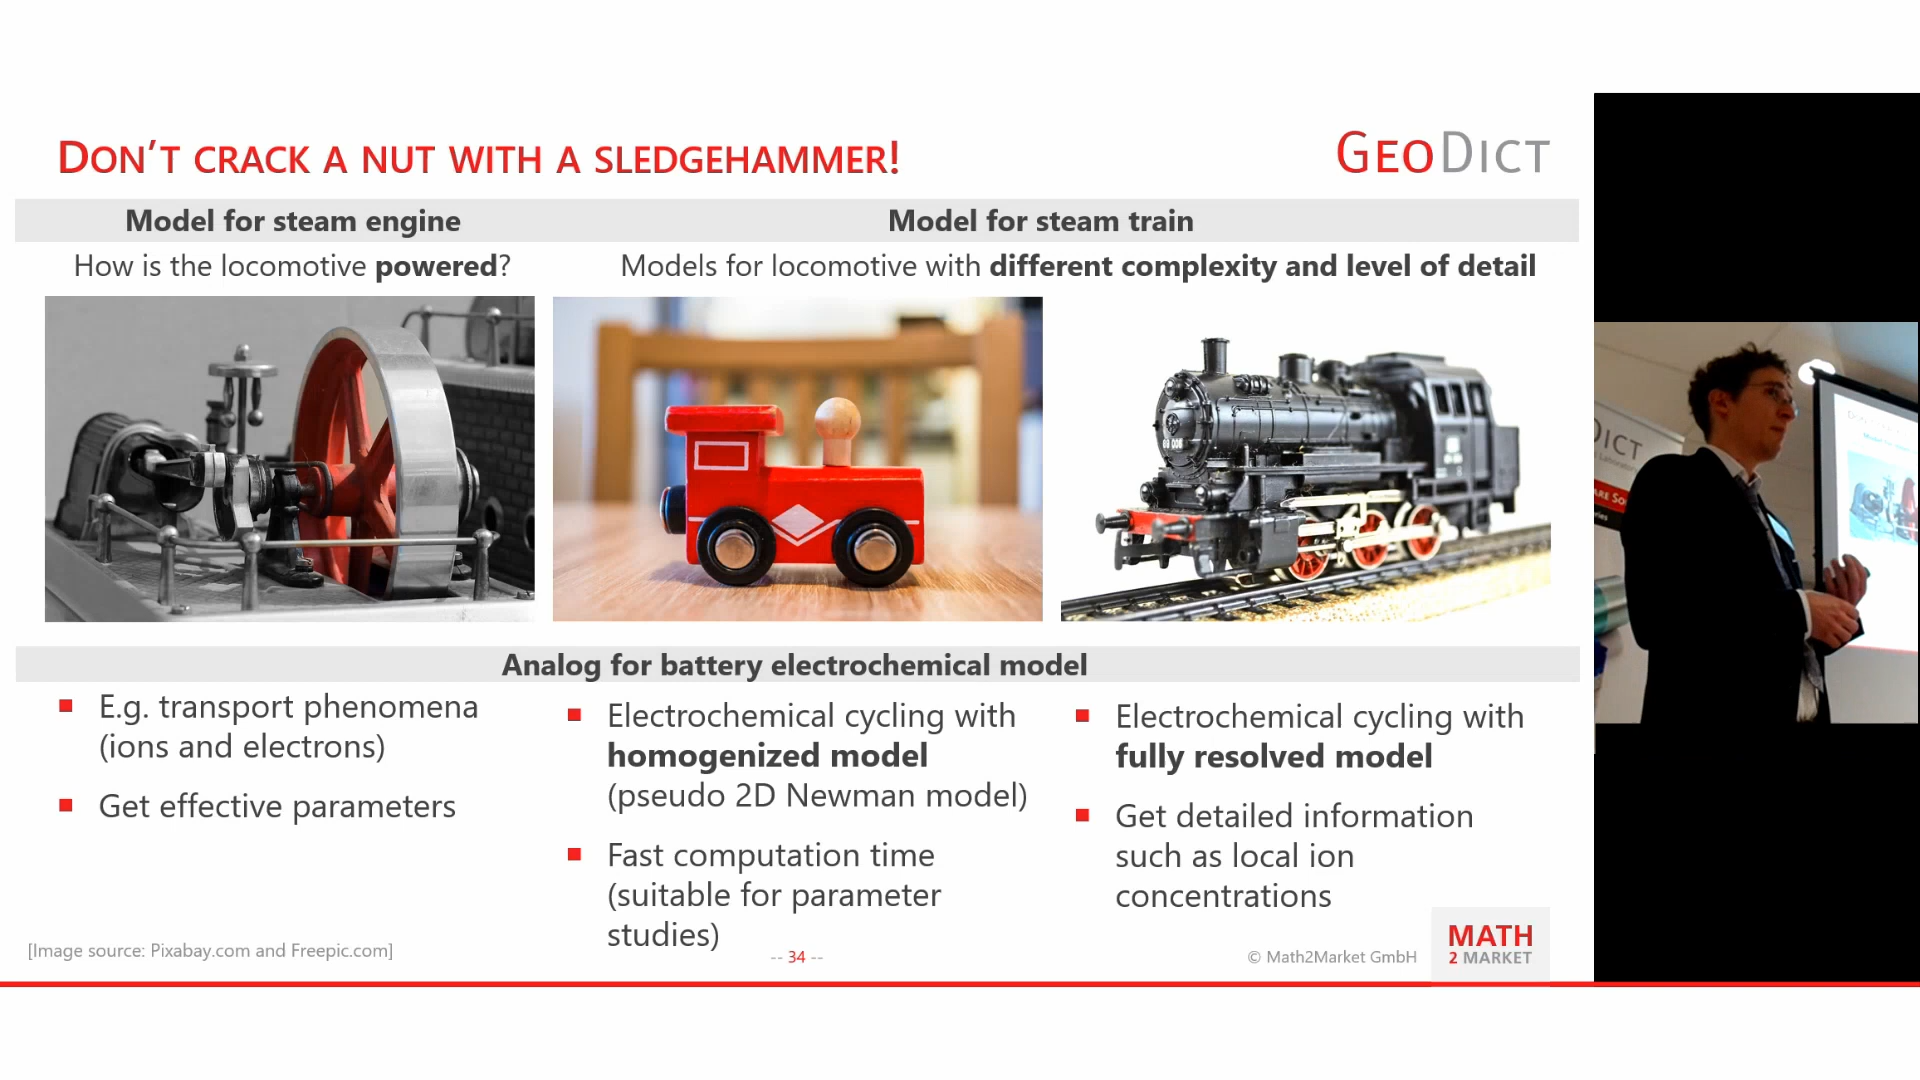 DON'T CRACK A NUT WITH A SLEDGEHAMMER!
GEODICT
Model for steam engine
Model for steam train
How is the locomotive powered?
Models for locomotive with different complexity and level of detail
Analog for battery electrochemical model
E.g. transport phenomena
(ions and electrons)
Get effective parameters
Electrochemical cycling with
homogenized model
(pseudo 2D Newman model)
Fast computation time
(suitable for parameter
studies)
Electrochemical cycling with
fully resolved model
Get detailed information
such as local ion
concentrations
[Image source: Pixabay.com and Freepic.com]
-- 34 --
© Math2Market GmbH
MATH
2 MARKET
DICT